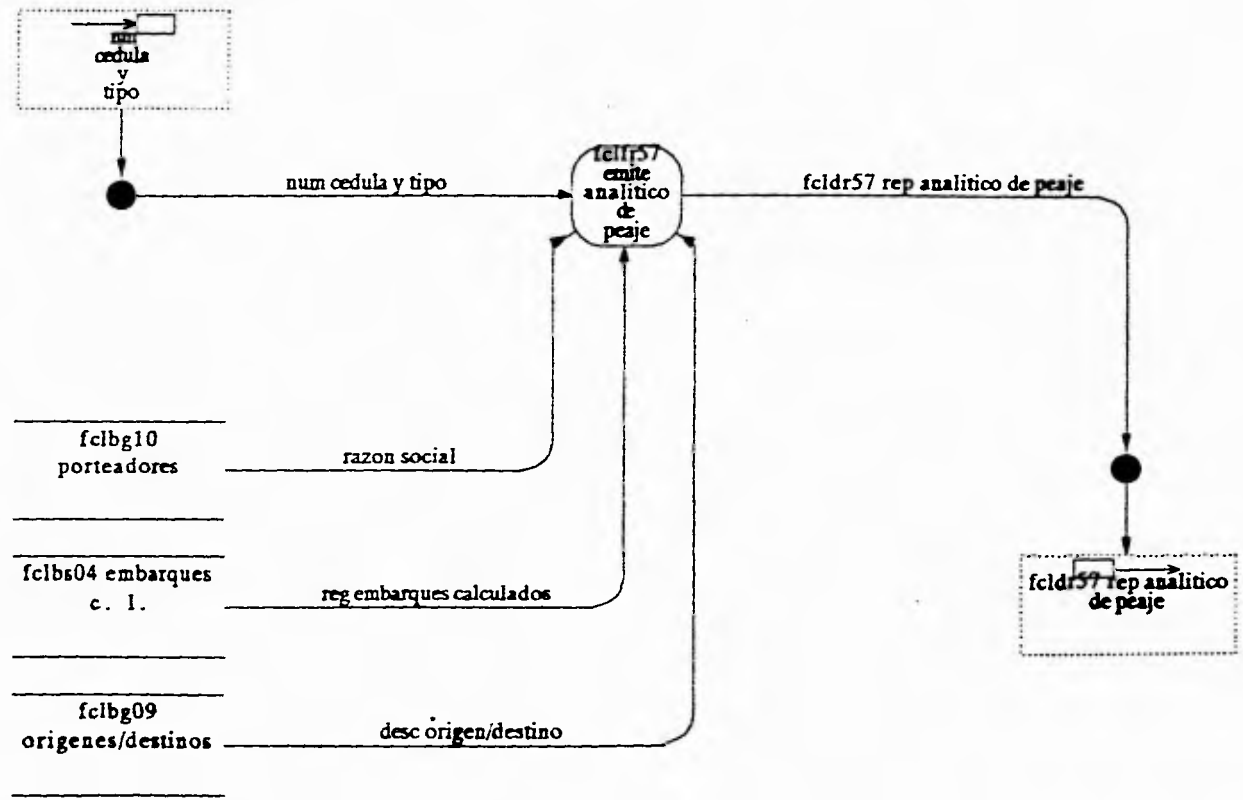 num
cedula
y
tipo
num cedula y tipo
fclfr57
emite
analitico
de
peaje
fcldr57 rep analitico de peaje
fclbg10
porteadores
razon social
fclbs04 embarques
c. l.
reg embarques calculados
fcldr57 rep analitico
de peaje
fclbg09
origenes/destinos
desc origen/destino